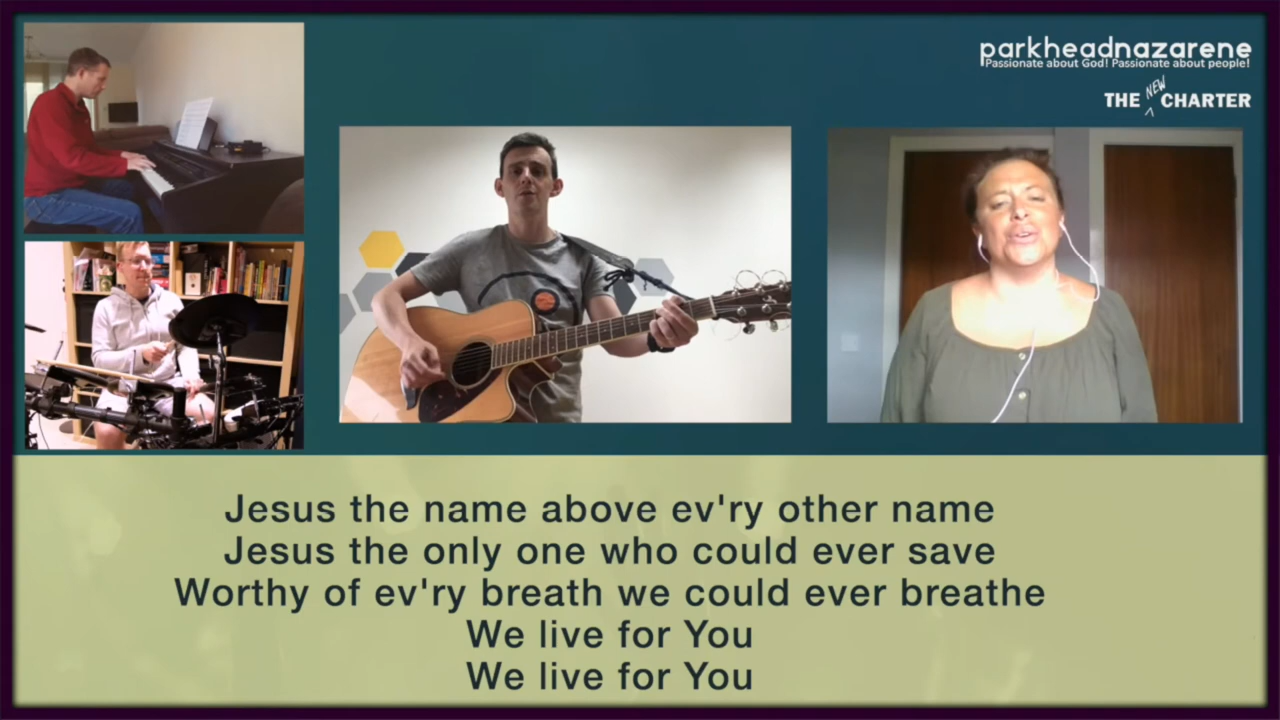 parkheadnazarene
Passionate about God! Passionate about people!
THE NEW CHARTER
Jesus the name above ev'ry other name
Jesus the only one who could ever save
Worthy of ev'ry breath we could ever breathe
We live for You
We live for You